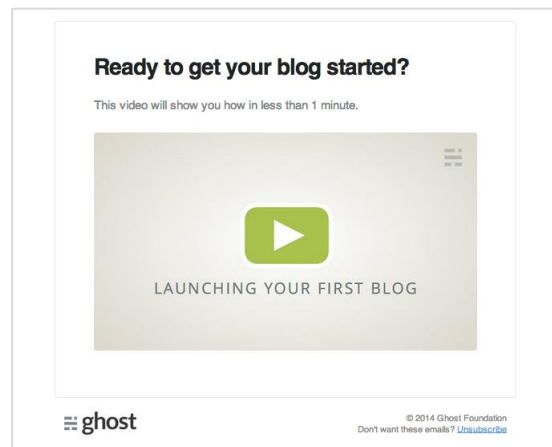 Ready to get your blog started?
This video will show you how in less than 1 minute.
LAUNCHING YOUR FIRST BLOG
ghost
© 2014 Ghost Foundation
Don't want these emails? Unsubscribe